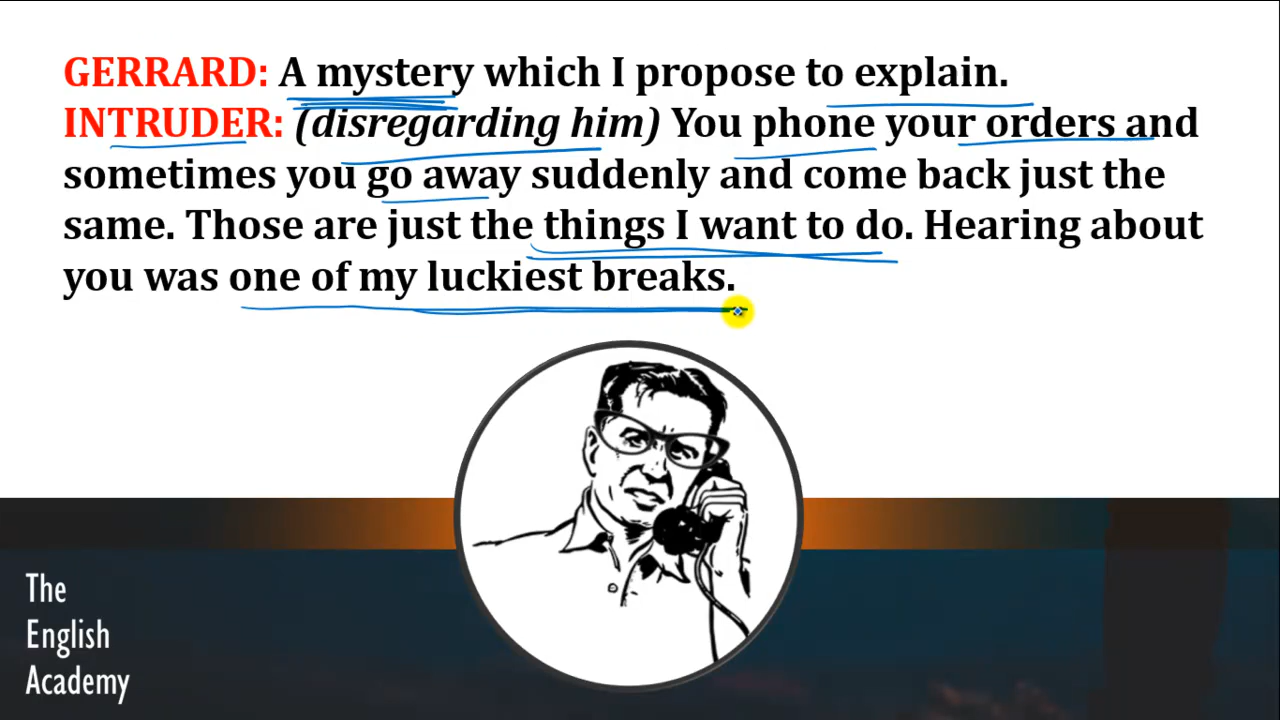 GERRARD: A mystery which I propose to explain.
INTRUDER: (disregarding him) You phone your orders and
sometimes you go away suddenly and come back just the
same. Those are just the things I want to do. Hearing about
you was one of my luckiest breaks.
The
English
Academy